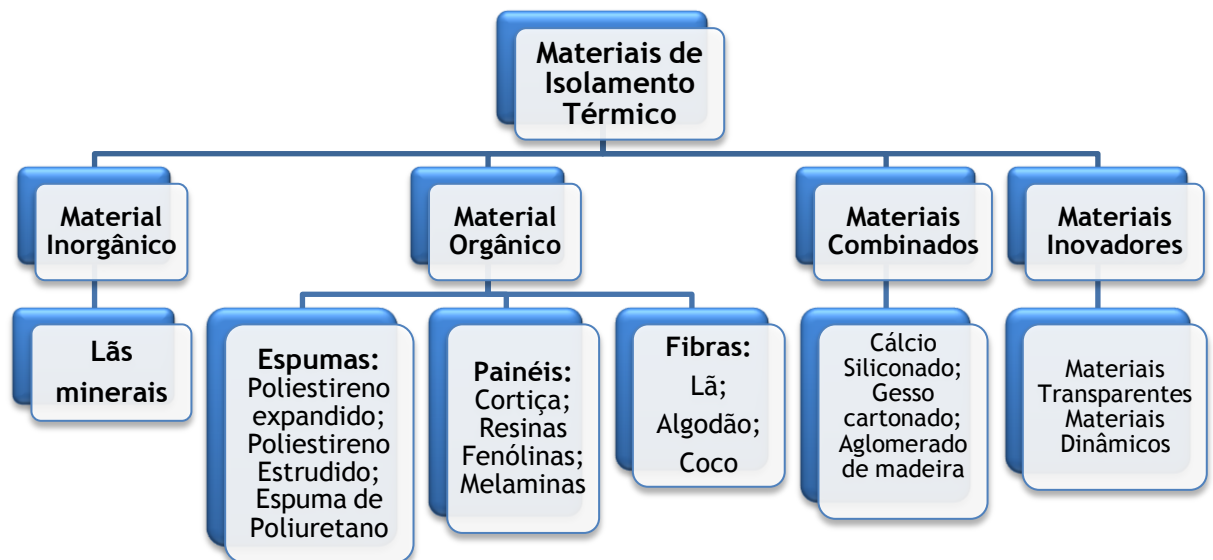 Materiais de
Isolamento
Térmico
Material
Inorgânico
Material
Orgânico
Materiais
Combinados
Materiais
Inovadores
Lãs
minerais
Espumas:
Poliestireno
expandido;
Poliestireno
Estrudido;
Espuma de
Poliuretano
Painéis:
Cortiça;
Resinas
Fenólinas;
Melaminas
Fibras:
Lã;
Algodão;
Coco
Cálcio
Siliconado;
Gesso
cartonado;
Aglomerado
de madeira
Materiais
Transparentes
Materiais
Dinâmicos